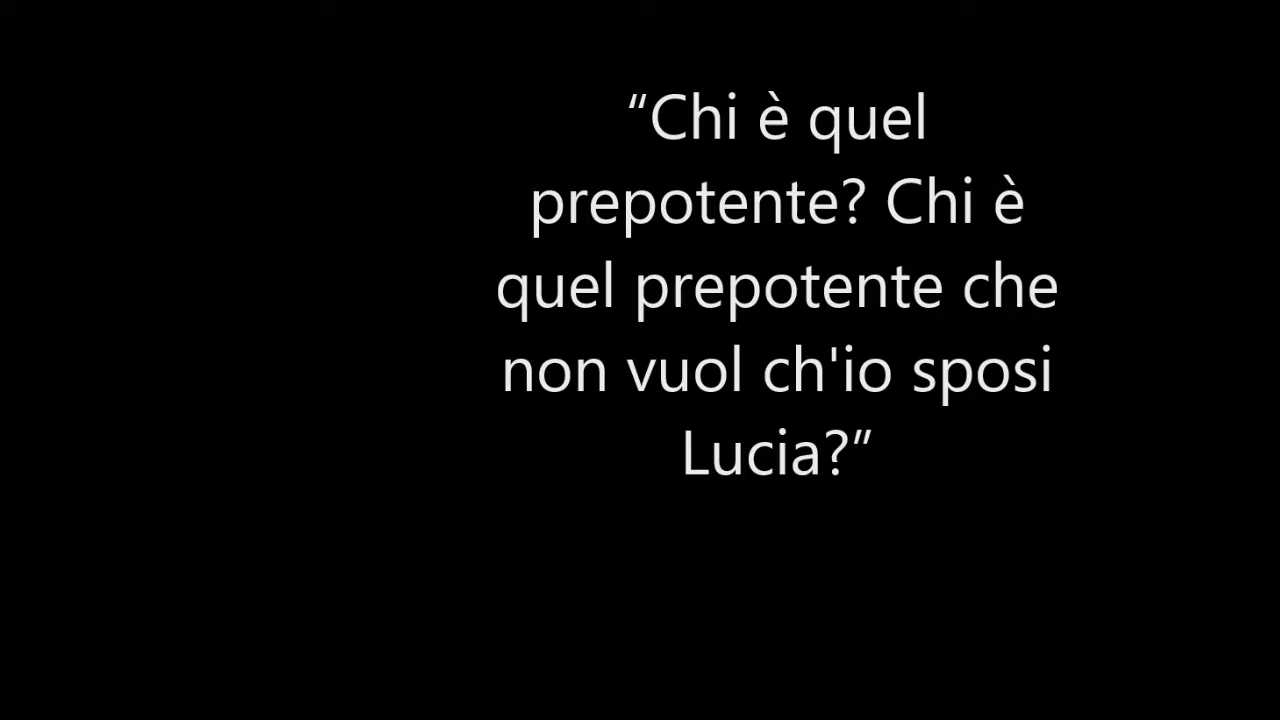 “Chi è quel
prepotente? Chi è
quel prepotente che
non vuol ch'io sposi
Lucia?”